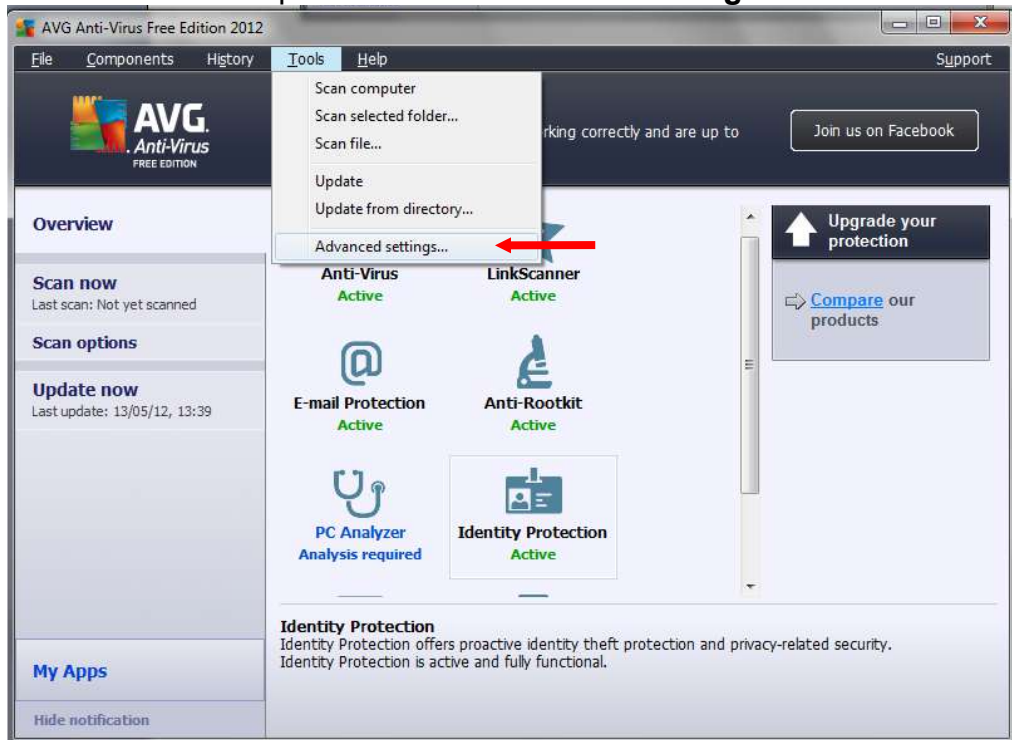 AVG Anti-Virus Free Edition 2012
File Components History Tools Help Support
AVG.
Anti-Virus
FREE EDITION
Scan computer
Scan selected folder...
Scan file...
Update
Update from directory...
Advanced settings...
rking correctly and are up to
Join us on Facebook
Overview
Scan now
Last scan: Not yet scanned
Scan options
Update now
Last update: 13/05/12, 13:39
My Apps
Hide notification
Anti-Virus
Active
LinkScanner
Active
E-mail Protection
Active
Anti-Rootkit
Active
PC Analyzer
Analysis required
Identity Protection
Active
Upgrade your
protection
Compare our
products
Identity Protection
Identity Protection offers proactive identity theft protection and privacy-related security.
Identity Protection is active and fully functional.